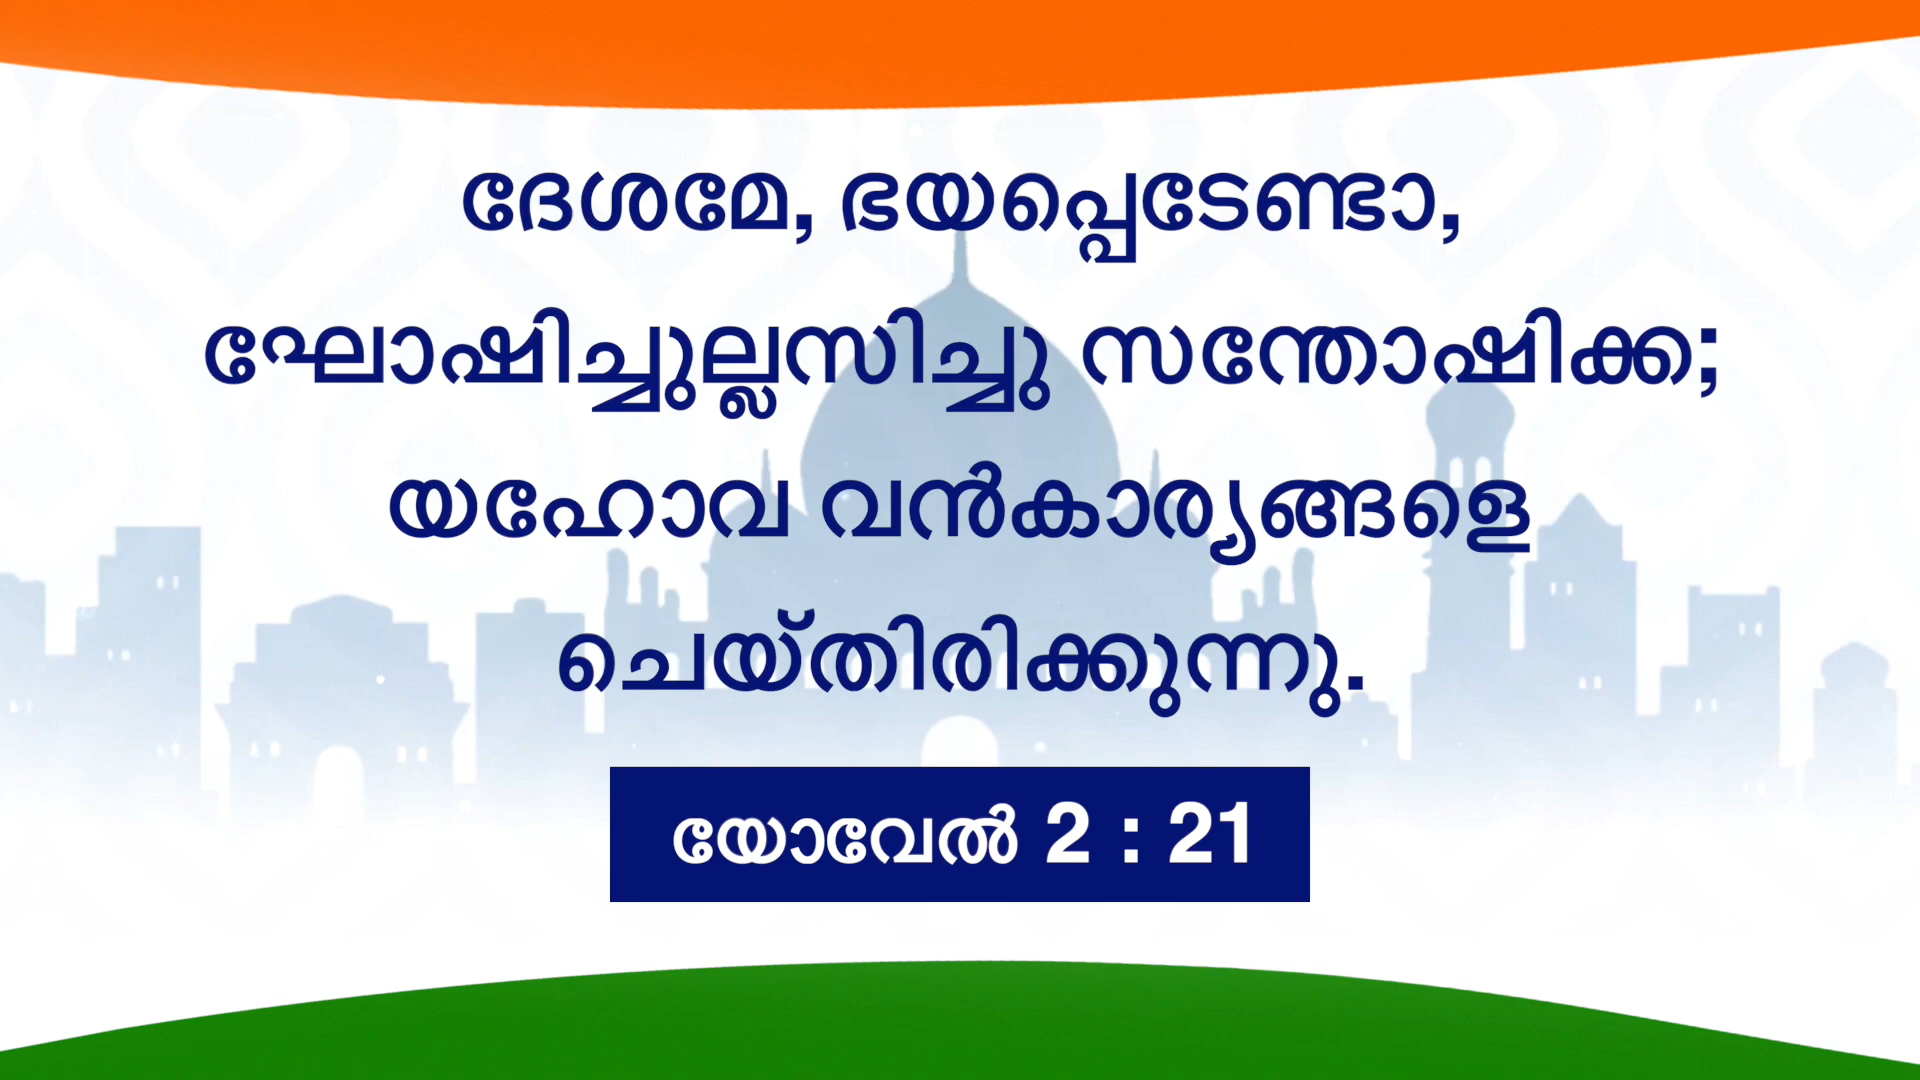 ദേശമേ, ഭയപ്പെടേണ്ടാ,
ഘോഷിച്ചുല്ലസിച്ചു സന്തോഷിക്ക;
യഹോവ വൻകാര്യങ്ങളെ
ചെയ്തിരിക്കുന്നു.
യോവേൽ 2 : 21